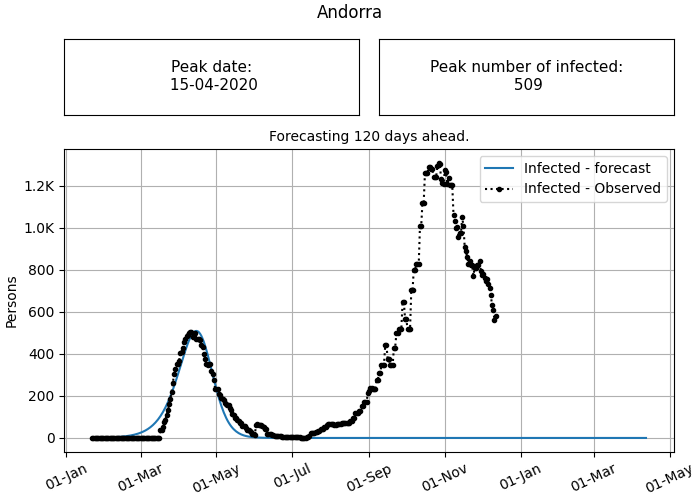 Andorra
Peak date:
15-04-2020
Peak number of infected:
509
Forecasting 120 days ahead.
Infected - forecast
Infected - Observed
1.2K
1.0K
800
600
400
200
0
Persons
01-Jan
01-Mar
01-May
01-Jul
01-Sep
01-Nov
01-Jan
01-Mar
01-May